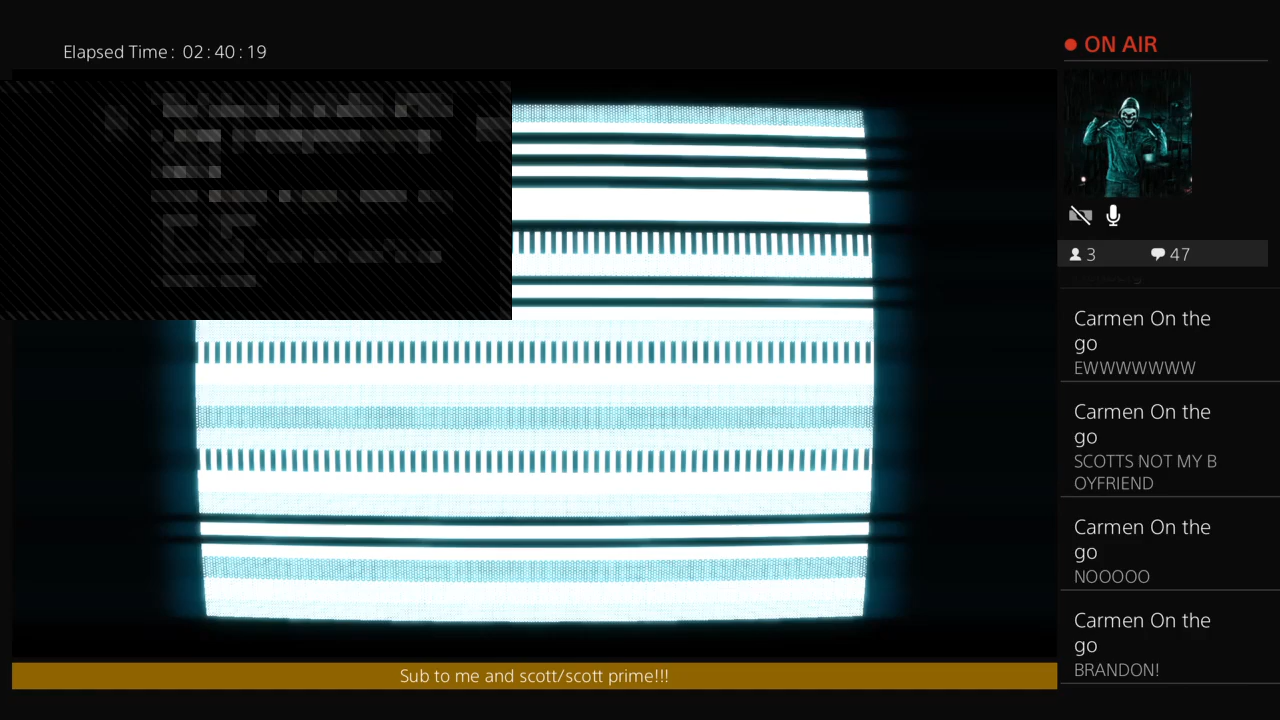 Elapsed Time: 02:40:19
ON AIR
3
47
Carmen On the
go
EWWWWWWW
Carmen On the
go
SCOTTS NOT MY B
OYFRIEND
Carmen On the
go
NOOOOO
Carmen On the
go
BRANDON!
Sub to me and scott/scott prime!!!